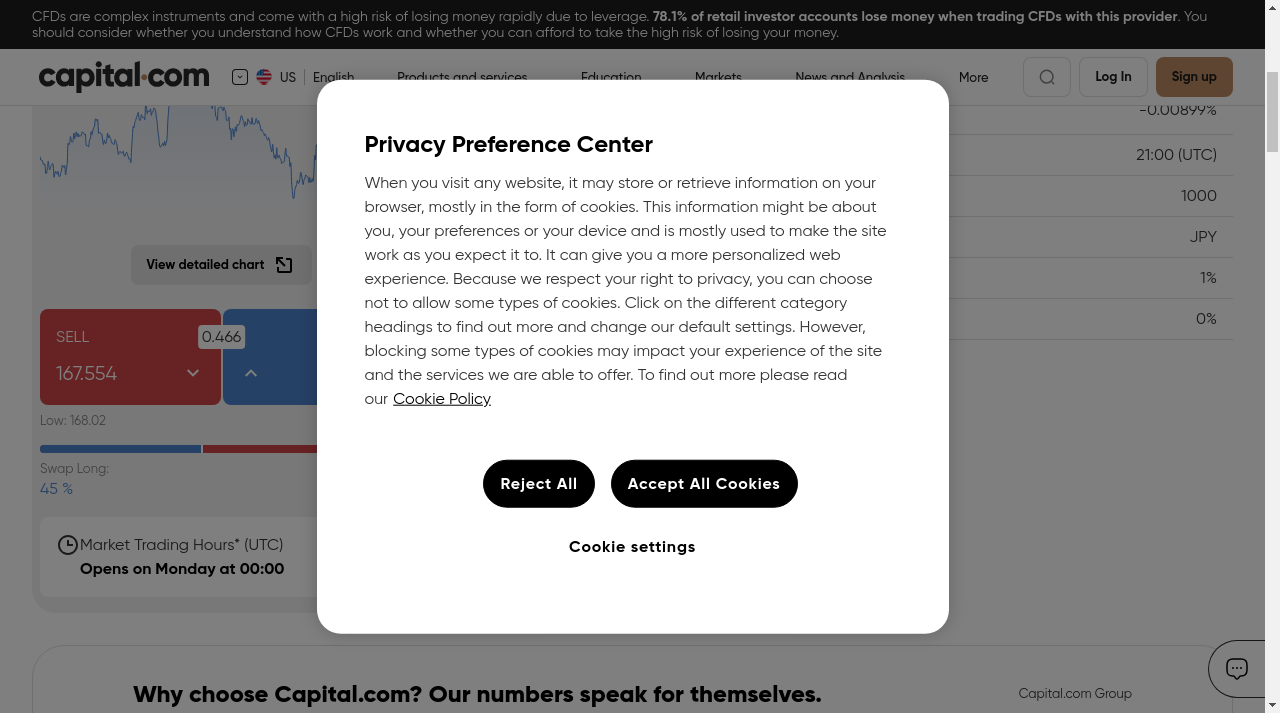 CFDs are complex instruments and come with a high risk of losing money rapidly due to leverage. 78.1% of retail investor accounts lose money when trading CFDs with this provider. You
should consider whether you understand how CFDs work and whether you can afford to take the high risk of losing your money.
capital.com US English Products and services Education Markets News and Analysis More Log In Sign up
-0.00899%
21:00 (UTC)
1000
JPY
1%
0%
View detailed chart
SELL
0.466
167.554
Low: 168.02
Swap Long:
45 %
Market Trading Hours* (UTC)
Opens on Monday at 00:00
Privacy Preference Center
When you visit any website, it may store or retrieve information on your
browser, mostly in the form of cookies. This information might be about
you, your preferences or your device and is mostly used to make the site
work as you expect it to. It can give you a more personalized web
experience. Because we respect your right to privacy, you can choose
not to allow some types of cookies. Click on the different category
headings to find out more and change our default settings. However,
blocking some types of cookies may impact your experience of the site
and the services we are able to offer. To find out more please read
our Cookie Policy
Reject All
Accept All Cookies
Cookie settings
Why choose Capital.com? Our numbers speak for themselves.
Capital.com Group